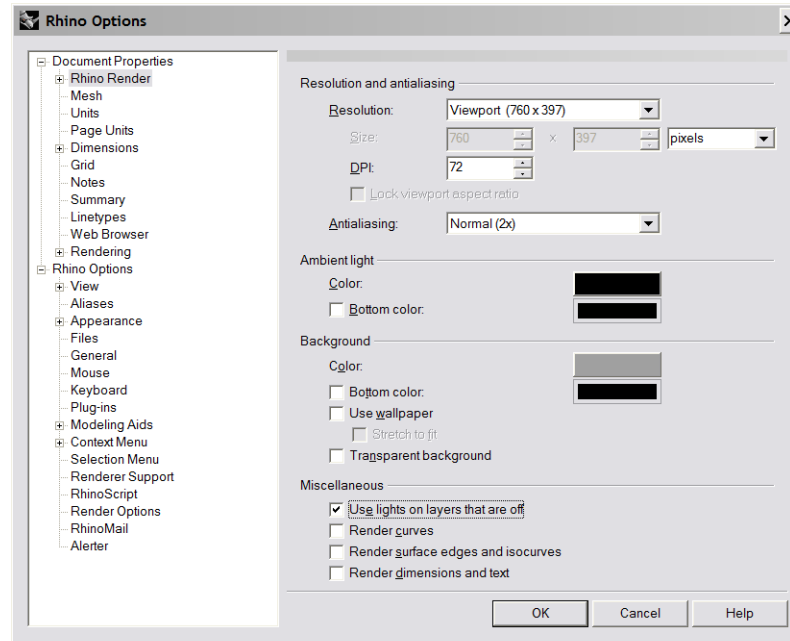 Rhino Options
Document Properties
Rhino Render
Mesh
Units
Page Units
Dimensions
Grid
Notes
Summary
Linetypes
Web Browser
Rendering
Rhino Options
View
Aliases
Appearance
Files
General
Mouse
Keyboard
Plug-ins
Modeling Aids
Context Menu
Selection Menu
Renderer Support
RhinoScript
Render Options
RhinoMail
Alerter
Resolution and antialiasing
Resolution: Viewport (760 x 397)
Size: 760 x 397 pixels
DPI: 72
Lock viewport aspect ratio
Antialiasing: Normal (2x)
Ambient light
Color:
Bottom color:
Background
Color:
Bottom color:
Use wallpaper
Stretch to fit
Transparent background
Miscellaneous
Use lights on layers that are off
Render curves
Render surface edges and isocurves
Render dimensions and text
OK Cancel Help